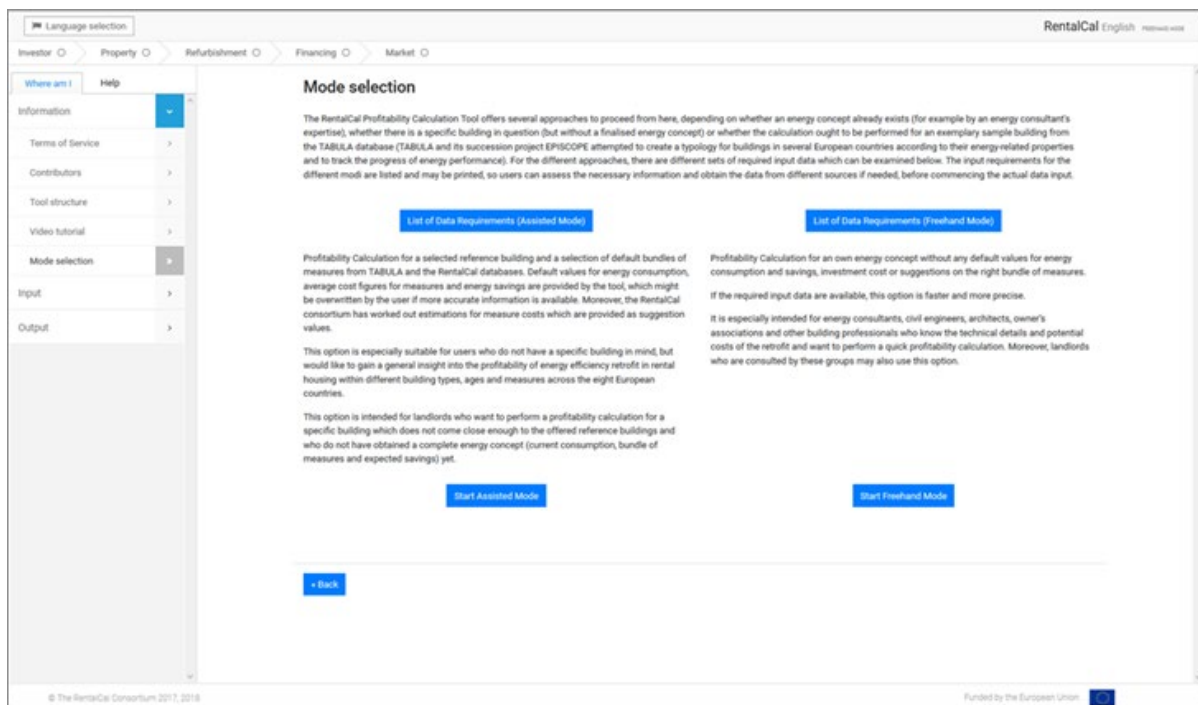 Language selection
RentalCal English FREEHAND MODE
Investor Property Refurbishment Financing Market
Where am I Help
Information
Terms of Service
Contributors
Tool structure
Video tutorial
Mode selection
Input
Output
Mode selection
The RentalCal Profitability Calculation Tool offers several approaches to proceed from here, depending on whether an energy concept already exists (for example by an energy consultant's
expertise), whether there is a specific building in question (but without a finalised energy concept) or whether the calculation ought to be performed for an exemplary sample building from
the TABULA database (TABULA and its succession project EPISCOPE attempted to create a typology for buildings in several European countries according to their energy-related properties
and to track the progress of energy performance). For the different approaches, there are different sets of required input data which can be examined below. The input requirements for the
different modi are listed and may be printed, so users can assess the necessary information and obtain the data from different sources if needed, before commencing the actual data input.
List of Data Requirements (Assisted Mode)
Profitability Calculation for a selected reference building and a selection of default bundles of
measures from TABULA and the RentalCal databases. Default values for energy consumption,
average cost figures for measures and energy savings are provided by the tool, which might
be overwritten by the user if more accurate information is available. Moreover, the RentalCal
consortium has worked out estimations for measure costs which are provided as suggestion
values.
This option is especially suitable for users who do not have a specific building in mind, but
would like to gain a general insight into the profitability of energy efficiency retrofit in rental
housing within different building types, ages and measures across the eight European
countries.
This option is intended for landlords who want to perform a profitability calculation for a
specific building which does not come close enough to the offered reference buildings and
who do not have obtained a complete energy concept (current consumption, bundle of
measures and expected savings) yet.
Start Assisted Mode
List of Data Requirements (Freehand Mode)
Profitability Calculation for an own energy concept without any default values for energy
consumption and savings, investment cost or suggestions on the right bundle of measures.
If the required input data are available, this option is faster and more precise.
It is especially intended for energy consultants, civil engineers, architects, owner's
associations and other building professionals who know the technical details and potential
costs of the retrofit and want to perform a quick profitability calculation. Moreover, landlords
who are consulted by these groups may also use this option.
Start Freehand Mode
« Back
© The RentalCal Consortium 2017, 2018
Funded by the European Union